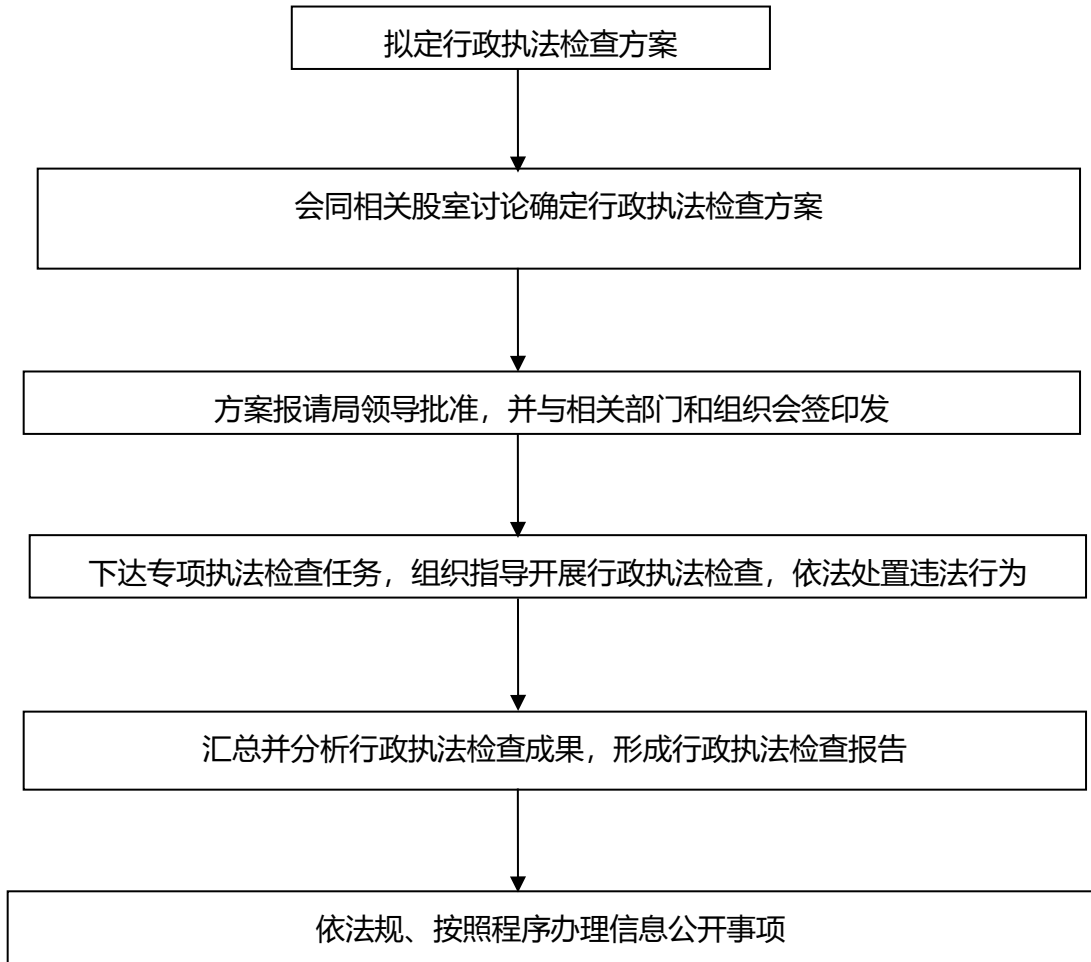 拟定行政执法检查方案
会同相关股室讨论确定行政执法检查方案
方案报请局领导批准，并与相关部门和组织会签印发
下达专项执法检查任务，组织指导开展行政执法检查，依法处置违法行为
汇总并分析行政执法检查成果，形成行政执法检查报告
依法规、按照程序办理信息公开事项